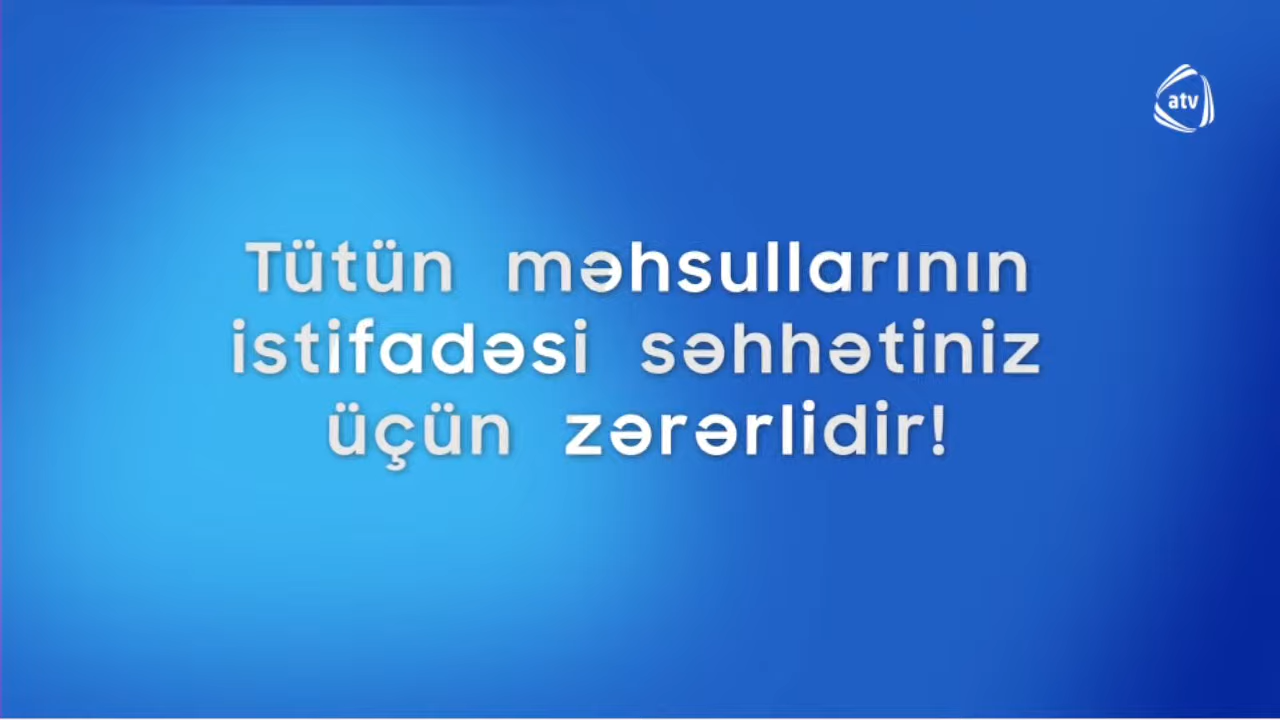 atv
Tütün məhsullarının
istifadəsi səhhətiniz
üçün zərərlidir!